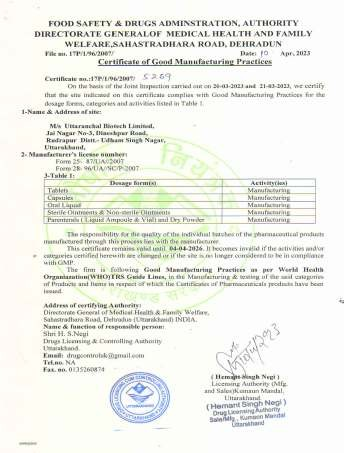 FOOD SAFETY & DRUGS ADMINSTRATION, AUTHORITY
DIRECTORATE GENERALOF MEDICAL HEALTH AND FAMILY
WELFARE,SAHASTRADHARA ROAD, DEHRADUN
File no. 17P/1/96/2007/ Date: 10 Apr, 2023
Certificate of Good Manufacturing Practices
Certificate no.:17P/1/96/2007/ 5209
On the basis of the Joint Inspection carried out on 20-03-2023 and 21-03-2023, we certify
that the site indicated on this certificate complies with Good Manufacturing Practices for the
dosage forms, categories and activities listed in Table 1.
1-Name & Address of site:
M/s Uttaranchal Biotech Limited,
Jai Nagar No-3, Dineshpur Road,
Rudrapur Distt.- Udham Singh Nagar,
Uttarakhand.
2- Manufacturer's license number:
Form 25- 87/UA/2007
Form 28- 96/UA/SC/P-2007
3-Table 1:
Dosage form(s) Activity(ies)
Tablets Manufacturing
Capsules Manufacturing
Oral Liquid Manufacturing
Sterile Ointments & Non-sterile Ointments Manufacturing
Parenterals ( Liquid Ampoule & Vial) and Dry Powder Manufacturing
The responsibility for the quality of the individual batches of the pharmaceutical products
manufactured through this process lies with the manufacturer.
This certificate remains valid until 04-04-2026. It becomes invalid if the activities and/or
categories certified herewith are changed or if the site is no longer considered to be in compliance
with GMP.
The firm is following Good Manufacturing Practices as per World Health
Organization(WHO)TRS Guide Lines, in the Manufacturing & testing of the said categories
of Products and Items in respect of which the Certificates of Pharmaceuticals products have been
issued.
Address of certifying Authority:
Directorate General of Medical Health & Family Welfare,
Sahastradhara Road, Dehradus (Uttarakhand) INDIA.
Name & function of responsible person:
Shri H. S.Negi
Drugs Licensing & Controlling Authority
Uttarakhand.
Email: drugcontroluk@gmail.com
Tel.no. NA
Fax. no. 0135260874
( Hemant Singh Negi )
Licensing Authority (Mfg.
and Sales)Kumaun Mandal,
Uttarakhand.
( Hemant Singh Negi )
Drug Licensing Authority
Sale/Mfg., Kumaon Mandal
Uttarakhand